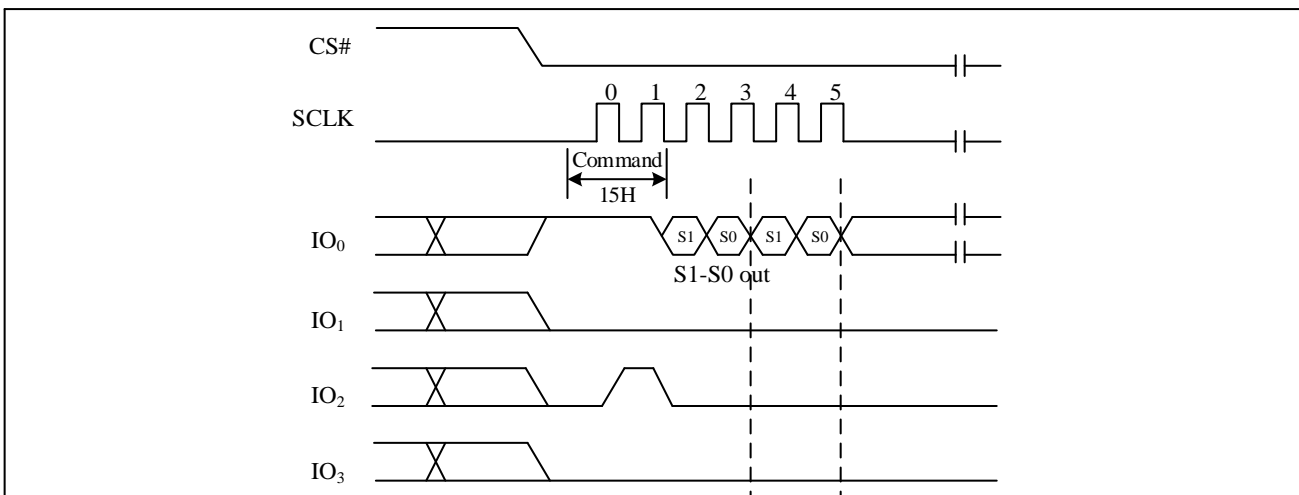 CS#
0 1 2 3 4 5
SCLK
Command
15H
IO₀
S1 S0 S1 S0
S1-S0 out
IO₁
IO₂
IO₃